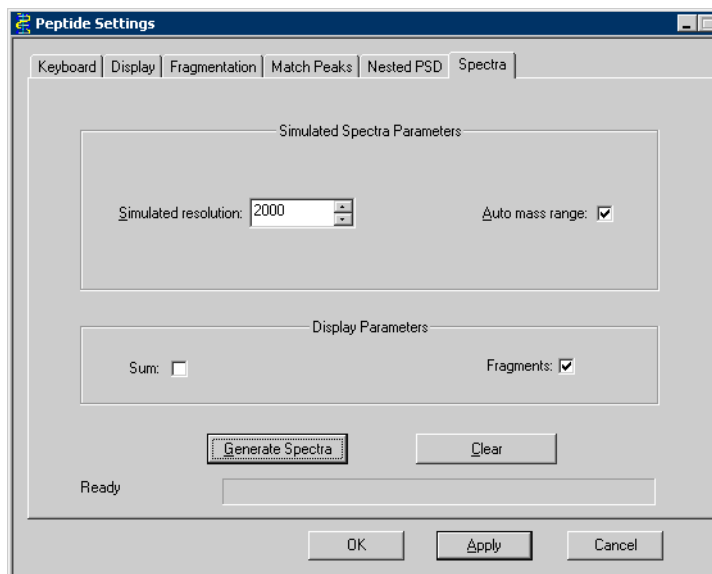 Peptide Settings
Keyboard Display Fragmentation Match Peaks Nested PSD Spectra
Simulated Spectra Parameters
Simulated resolution: 2000 Auto mass range:
Display Parameters
Sum: Fragments:
Generate Spectra Clear
Ready
OK Apply Cancel